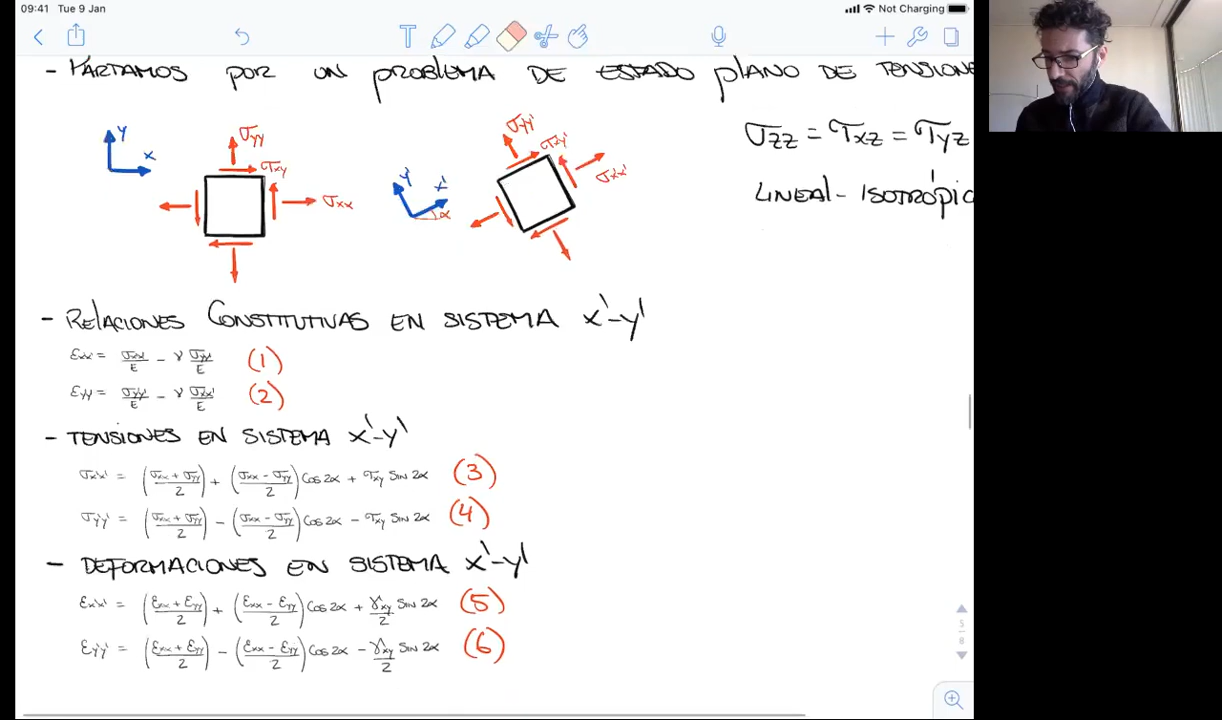 09:41 Tue 9 Jan
Not Charging
- PARTAMOS POR UN PROBLEMA DE ESTADO PLANO DE TENSIONE
Y
X
σyy
τxy
σxx
Y'
X'
α
σy'y'
τx'y'
σx'x'
σzz = τxz = τyz
LINEAL - ISOTRÓPIC
- RELACIONES CONSTITUTIVAS EN SISTEMA x'-y'
εx'x' = σx'x'/E - ν σy'y'/E (1)
εy'y' = σy'y'/E - ν σx'x'/E (2)
- TENSIONES EN SISTEMA x'-y'
σx'x' = (σxx + σyy / 2) + (σxx - σyy / 2) Cos 2α + τxy Sin 2α (3)
σy'y' = (σxx + σyy / 2) - (σxx - σyy / 2) Cos 2α - τxy Sin 2α (4)
- DEFORMACIONES EN SISTEMA x'-y'
εx'x' = (εxx + εyy / 2) + (εxx - εyy / 2) Cos 2α + γxy/2 Sin 2α (5)
εy'y' = (εxx + εyy / 2) - (εxx - εyy / 2) Cos 2α - γxy/2 Sin 2α (6)
5
8